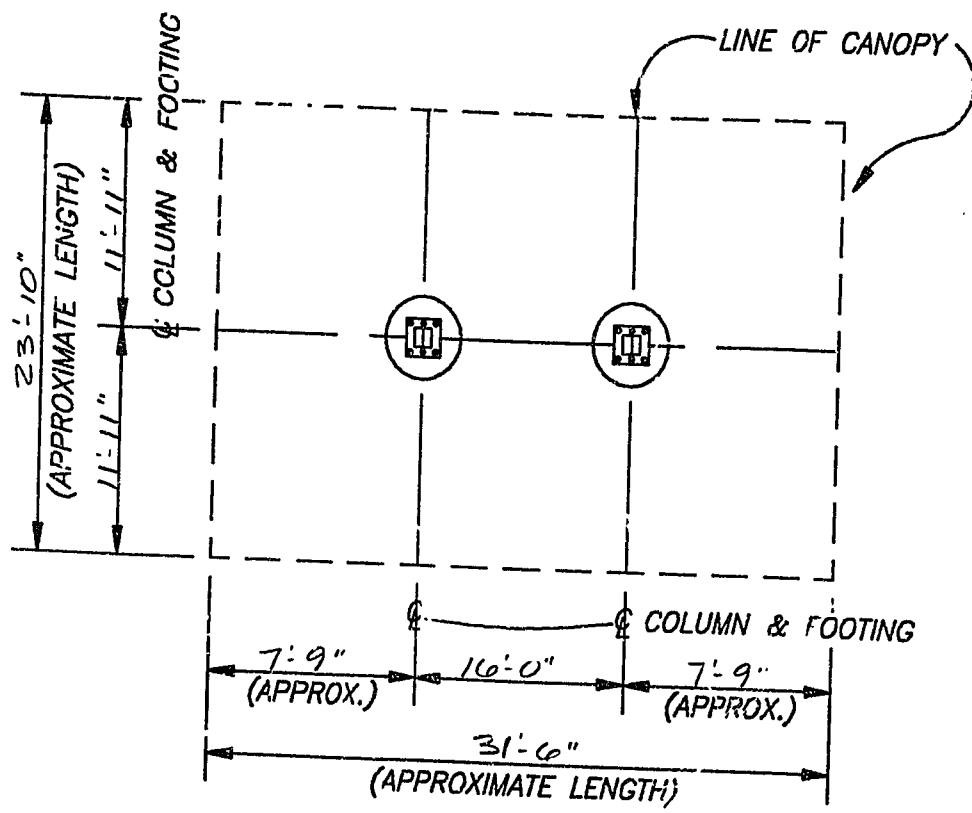 LINE OF CANOPY
23'-10"
(APPROXIMATE LENGTH)
11'-11"
11'-11"
℄ COLUMN & FOOTING
℄ ℄ COLUMN & FOOTING
7'-9"
(APPROX.)
16'-0"
7'-9"
(APPROX.)
31'-6"
(APPROXIMATE LENGTH)